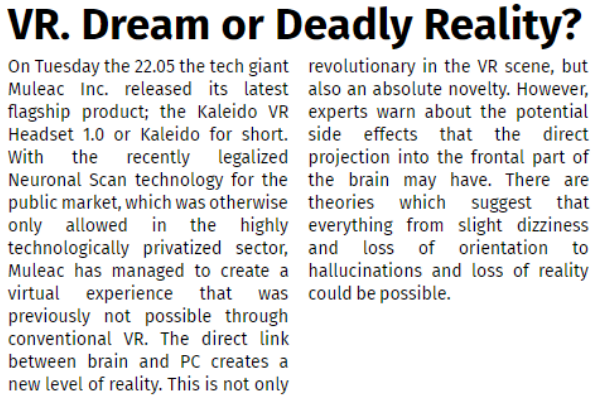 VR. Dream or Deadly Reality?
On Tuesday the 22.05 the tech giant
Muleac Inc. released its latest
flagship product; the Kaleido VR
Headset 1.0 or Kaleido for short.
With the recently legalized
Neuronal Scan technology for the
public market, which was otherwise
only allowed in the highly
technologically privatized sector,
Muleac has managed to create a
virtual experience that was
previously not possible through
conventional VR. The direct link
between brain and PC creates a
new level of reality. This is not only
revolutionary in the VR scene, but
also an absolute novelty. However,
experts warn about the potential
side effects that the direct
projection into the frontal part of
the brain may have. There are
theories which suggest that
everything from slight dizziness
and loss of orientation to
hallucinations and loss of reality
could be possible.